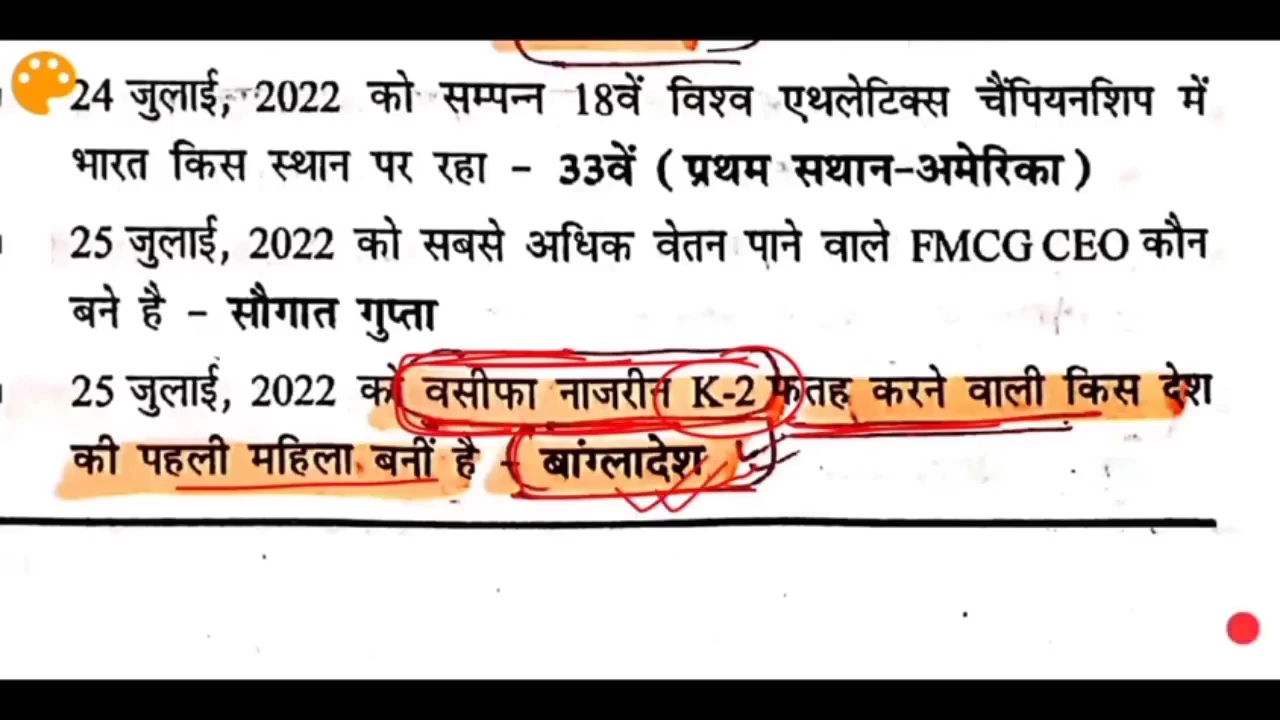 24 जुलाई, 2022 को सम्पन्न 18वें विश्व एथलेटिक्स चैंपियनशिप में
भारत किस स्थान पर रहा - 33वें ( प्रथम सथान-अमेरिका )
25 जुलाई, 2022 को सबसे अधिक वेतन पाने वाले FMCG CEO कौन
बने है - सौगात गुप्ता
25 जुलाई, 2022 को वसीफा नाजरीन K-2 फतह करने वाली किस देश
की पहली महिला बनीं है - बांग्लादेश